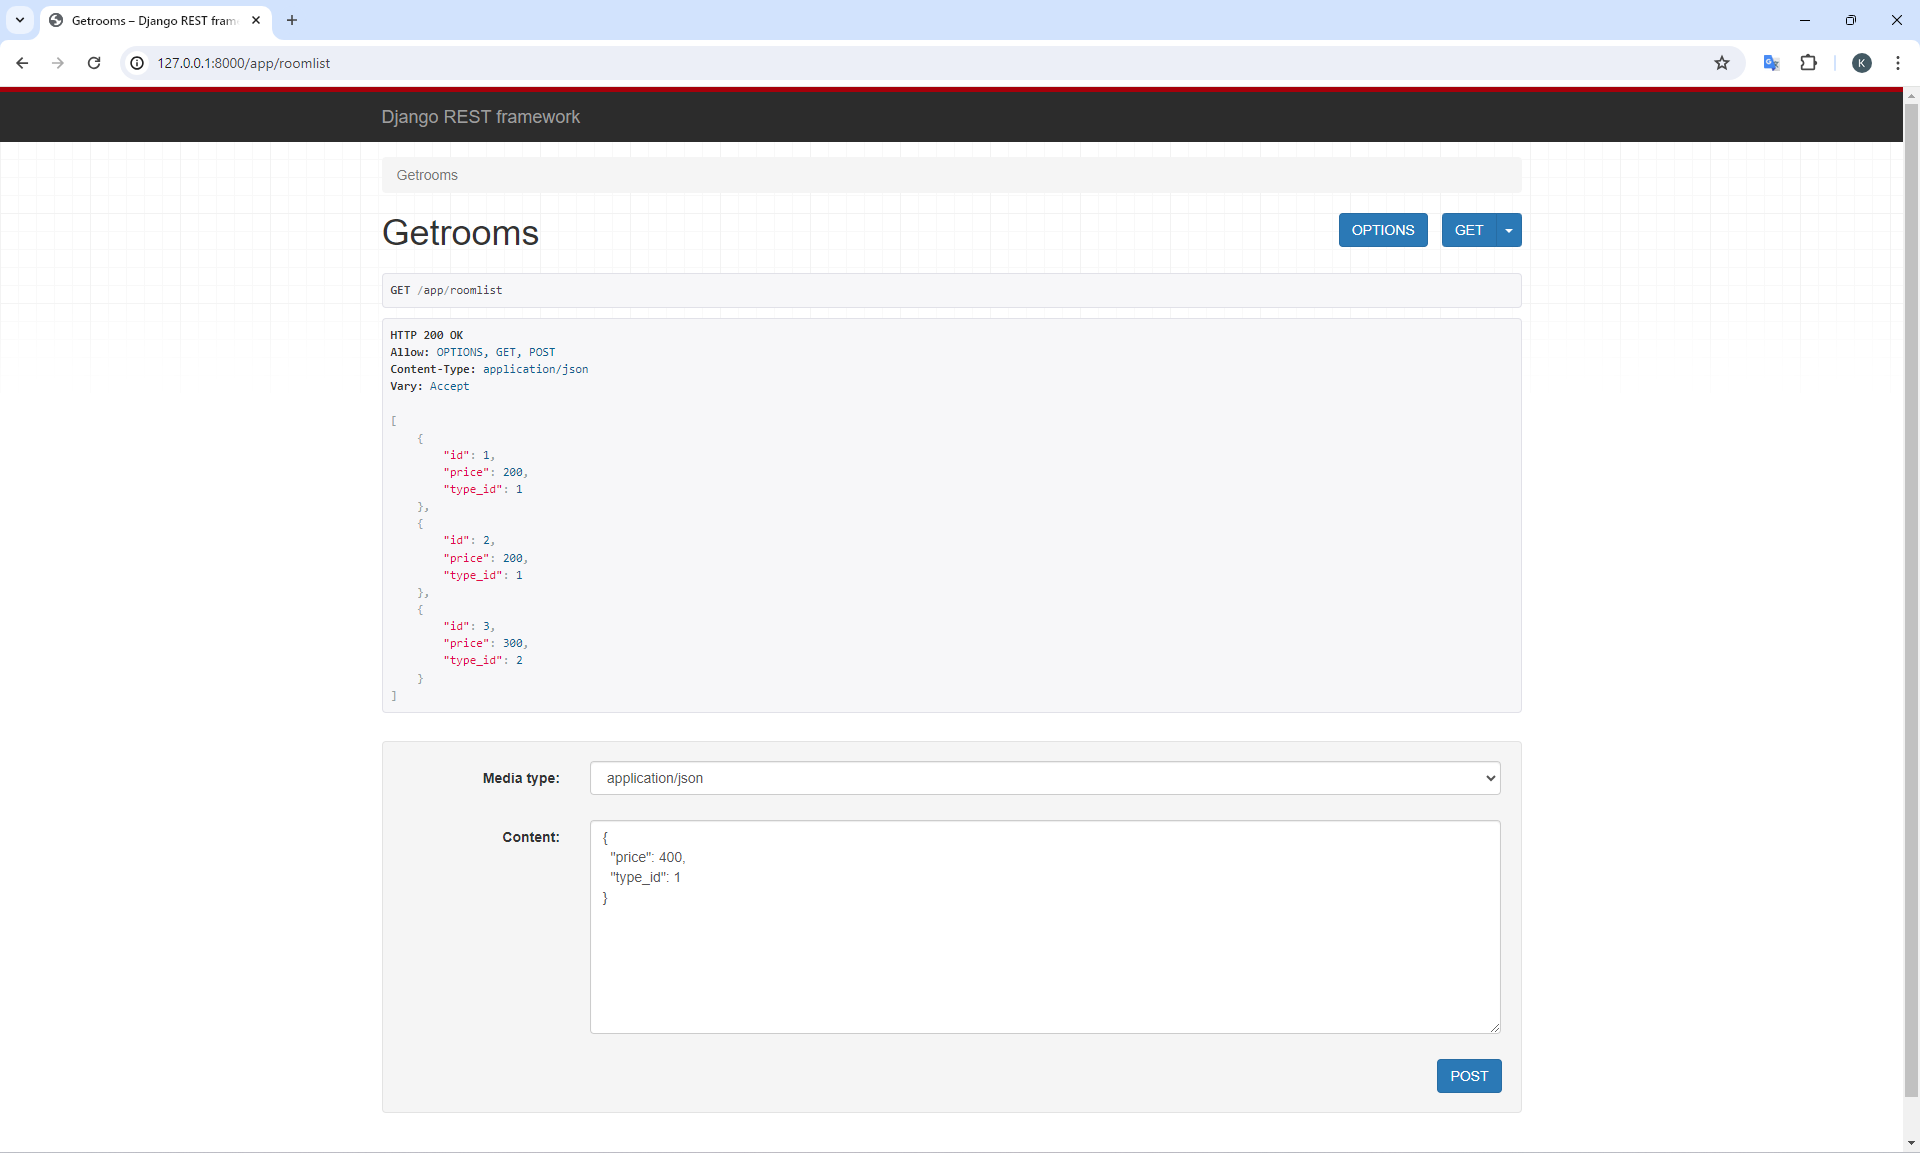 Getrooms – Django REST fram
127.0.0.1:8000/app/roomlist
K
Django REST framework
Getrooms
Getrooms
OPTIONS
GET
GET /app/roomlist
HTTP 200 OK
Allow: OPTIONS, GET, POST
Content-Type: application/json
Vary: Accept
[
    {
        "id": 1,
        "price": 200,
        "type_id": 1
    },
    {
        "id": 2,
        "price": 200,
        "type_id": 1
    },
    {
        "id": 3,
        "price": 300,
        "type_id": 2
    }
]
Media type:
application/json
Content:
{
  "price": 400,
  "type_id": 1
}
POST